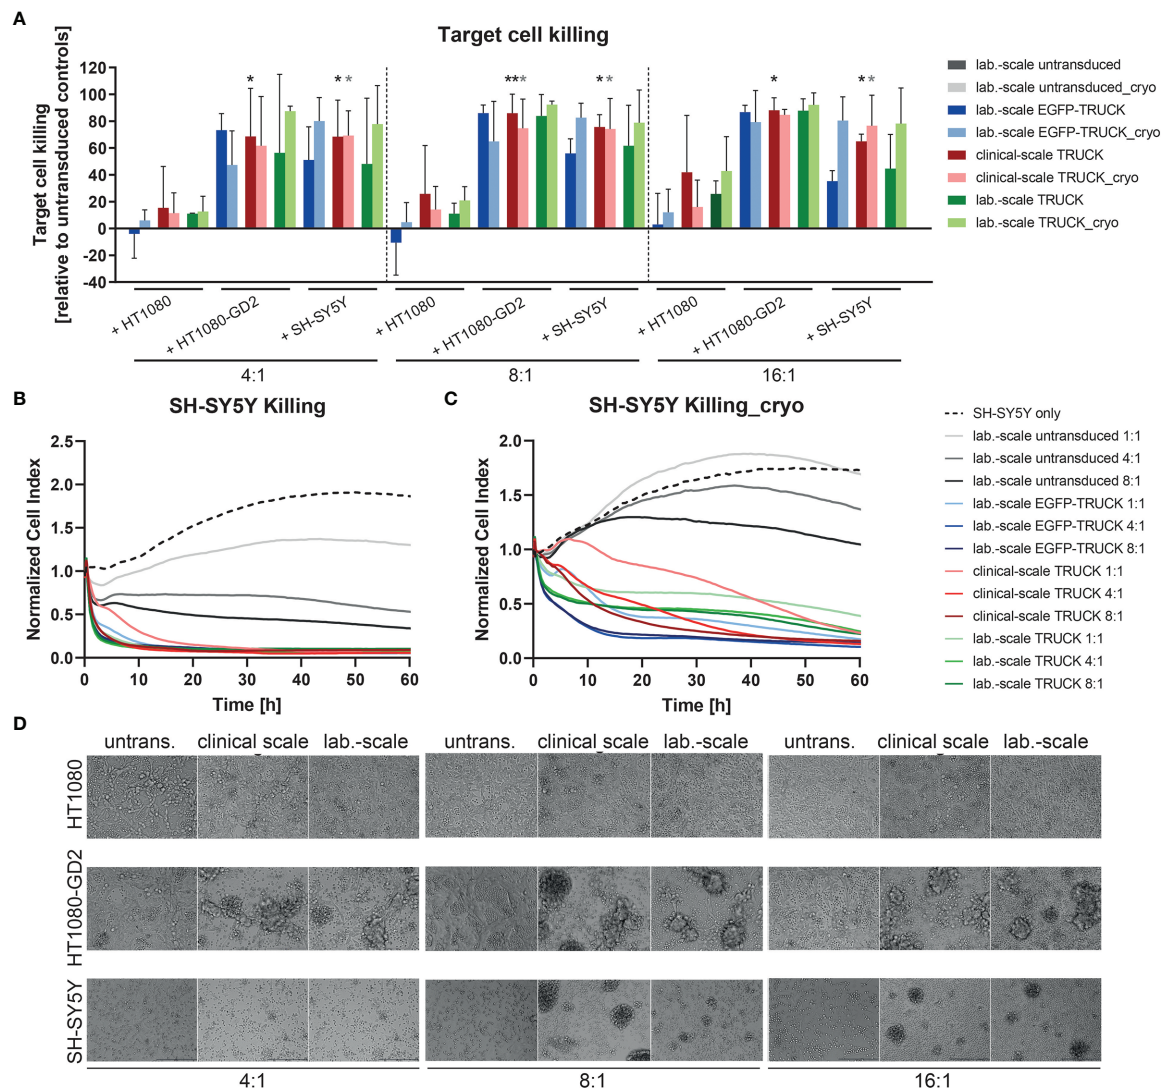 A
Target cell killing
Target cell killing
[relative to untransduced controls]
120
100
80
60
40
20
0
-20
-40
* * * ** * * * * * *
+ HT1080
+ HT1080-GD2
+ SH-SY5Y
+ HT1080
+ HT1080-GD2
+ SH-SY5Y
+ HT1080
+ HT1080-GD2
+ SH-SY5Y
4:1
8:1
16:1
lab.-scale untransduced
lab.-scale untransduced_cryo
lab.-scale EGFP-TRUCK
lab.-scale EGFP-TRUCK_cryo
clinical-scale TRUCK
clinical-scale TRUCK_cryo
lab.-scale TRUCK
lab.-scale TRUCK_cryo
B
SH-SY5Y Killing
Normalized Cell Index
2.5
2.0
1.5
1.0
0.5
0.0
0 10 20 30 40 50 60
Time [h]
C
SH-SY5Y Killing_cryo
Normalized Cell Index
2.0
1.5
1.0
0.5
0.0
0 10 20 30 40 50 60
Time [h]
SH-SY5Y only
lab.-scale untransduced 1:1
lab.-scale untransduced 4:1
lab.-scale untransduced 8:1
lab.-scale EGFP-TRUCK 1:1
lab.-scale EGFP-TRUCK 4:1
lab.-scale EGFP-TRUCK 8:1
clinical-scale TRUCK 1:1
clinical-scale TRUCK 4:1
clinical-scale TRUCK 8:1
lab.-scale TRUCK 1:1
lab.-scale TRUCK 4:1
lab.-scale TRUCK 8:1
D
untrans. clinical scale lab.-scale untrans. clinical scale lab.-scale untrans. clinical scale lab.-scale
HT1080
HT1080-GD2
SH-SY5Y
4:1
8:1
16:1